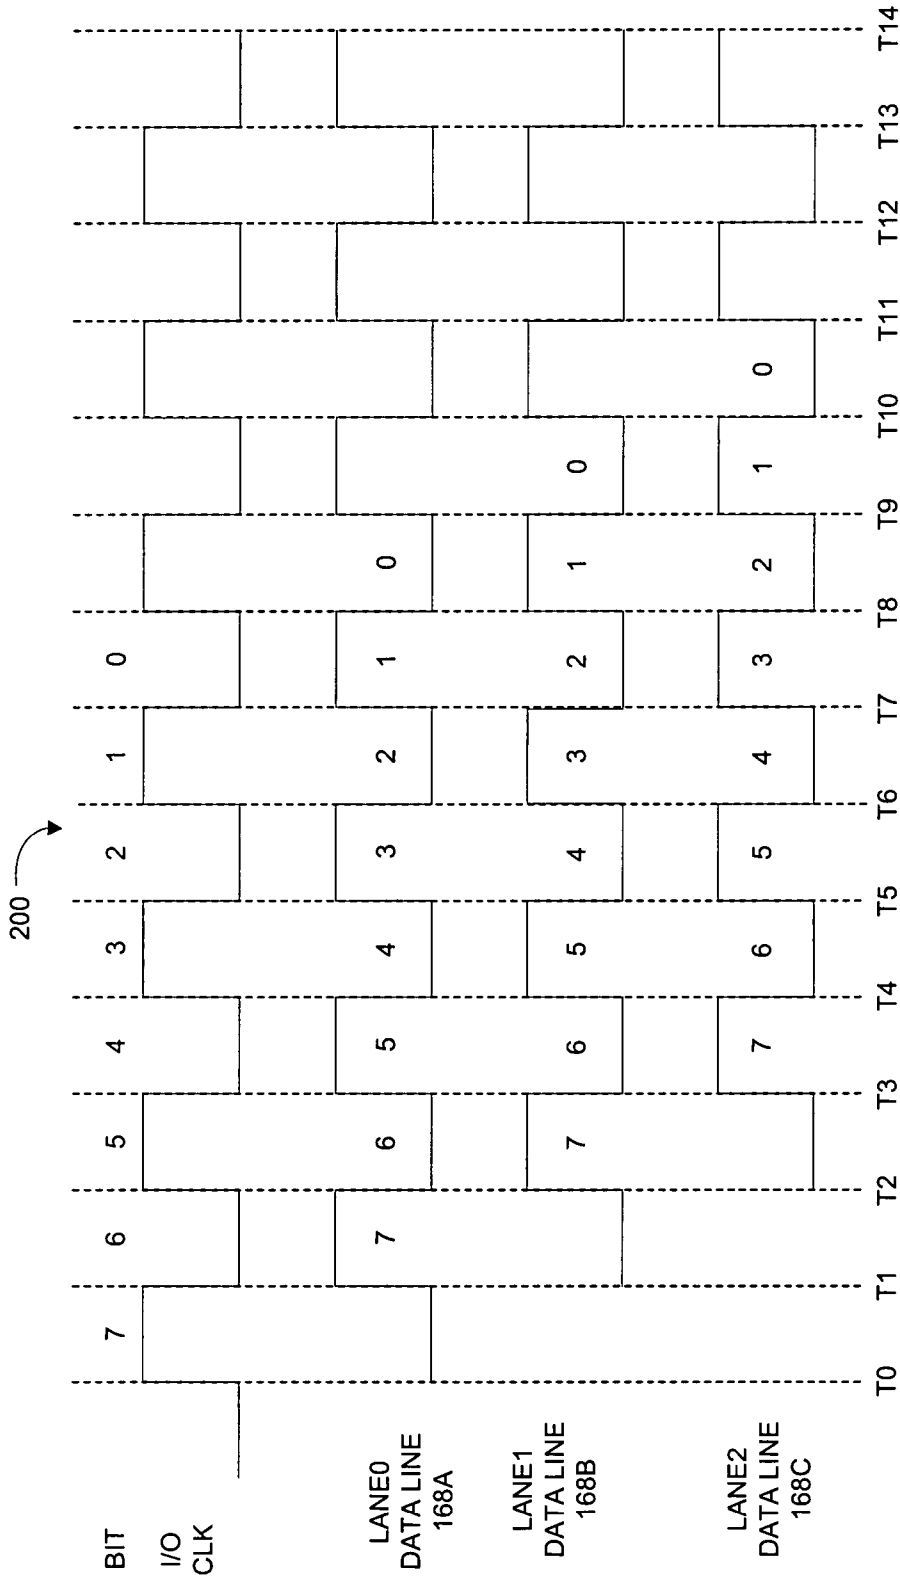 200
BIT 7 6 5 4 3 2 1 0
I/O
CLK
LANE0
DATA LINE
168A
7 6 5 4 3 2 1 0
LANE1
DATA LINE
168B
7 6 5 4 3 2 1 0
LANE2
DATA LINE
168C
7 6 5 4 3 2 1 0
T0 T1 T2 T3 T4 T5 T6 T7 T8 T9 T10 T11 T12 T13 T14